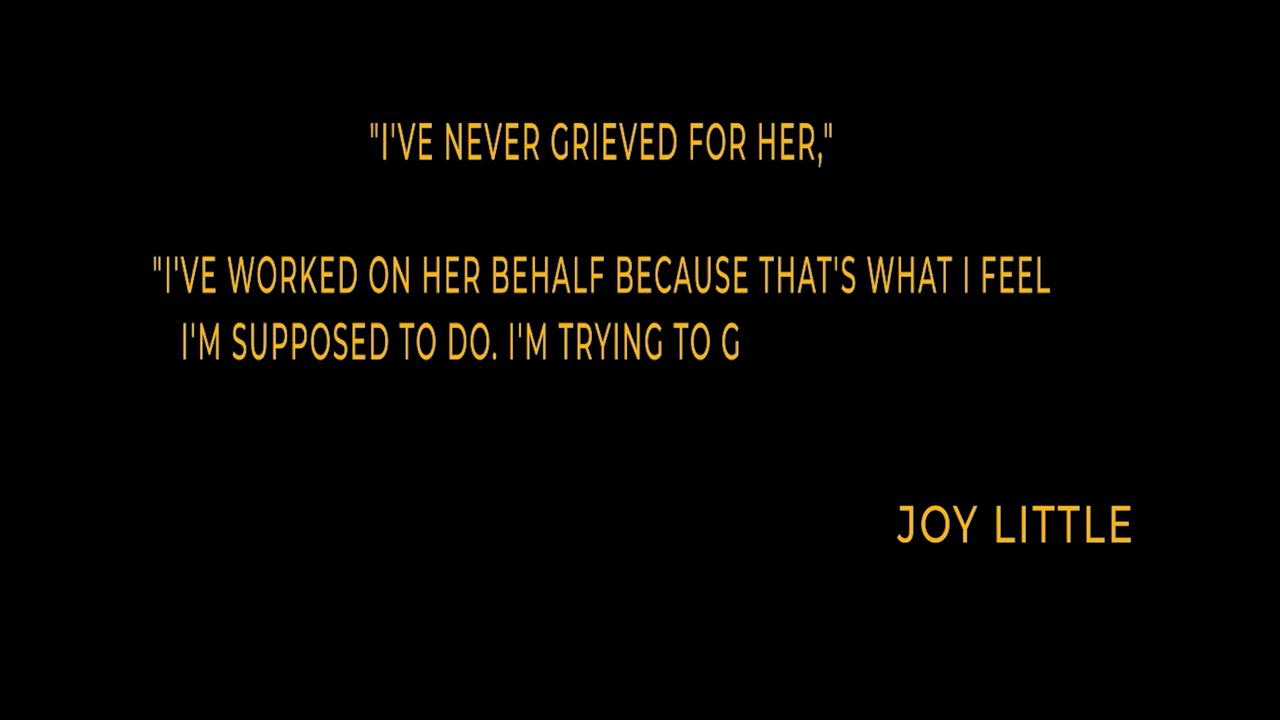 "I'VE NEVER GRIEVED FOR HER,"
"I'VE WORKED ON HER BEHALF BECAUSE THAT'S WHAT I FEEL
I'M SUPPOSED TO DO. I'M TRYING TO G
JOY LITTLE